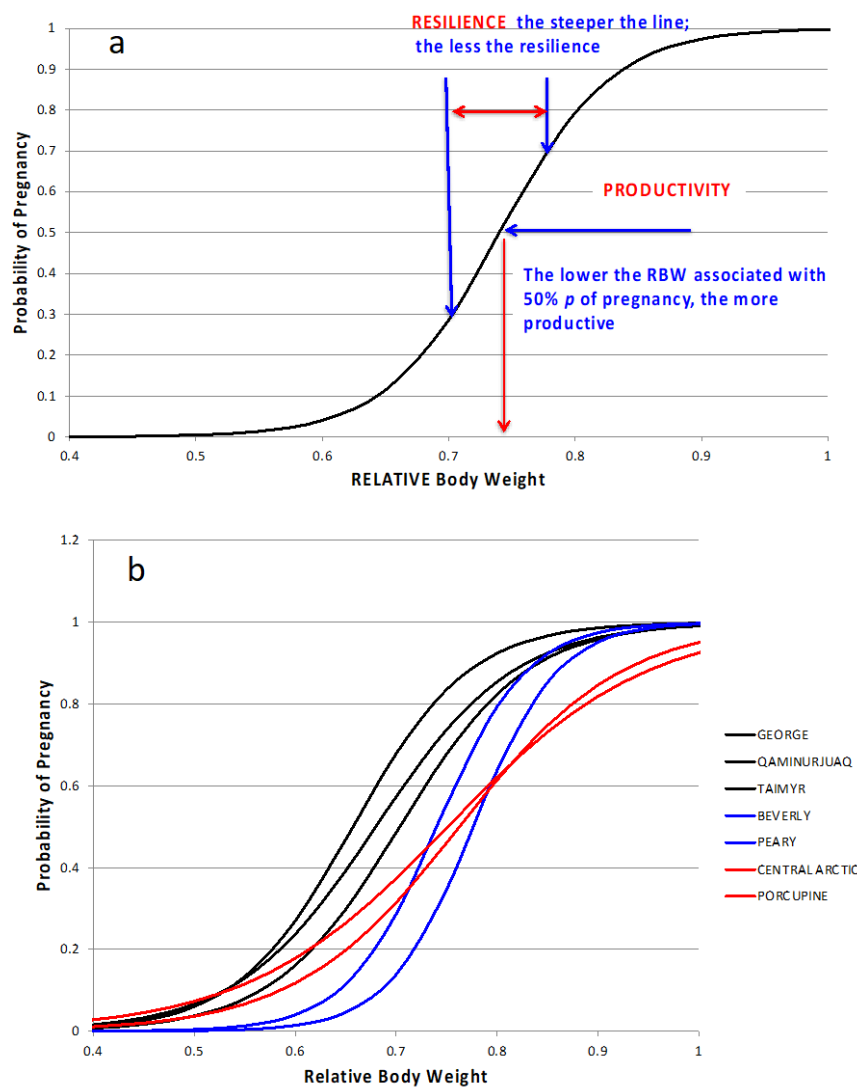 a
RESILIENCE the steeper the line;
the less the resilience
PRODUCTIVITY
The lower the RBW associated with
50% p of pregnancy, the more
productive
Probability of Pregnancy
1
0.9
0.8
0.7
0.6
0.5
0.4
0.3
0.2
0.1
0
0.4 0.5 0.6 0.7 0.8 0.9 1
RELATIVE Body Weight
b
Probability of Pregnancy
1.2
1
0.8
0.6
0.4
0.2
0
0.4 0.5 0.6 0.7 0.8 0.9 1
Relative Body Weight
GEORGE
QAMINURJUAQ
TAIMYR
BEVERLY
PEARY
CENTRAL ARCTIC
PORCUPINE